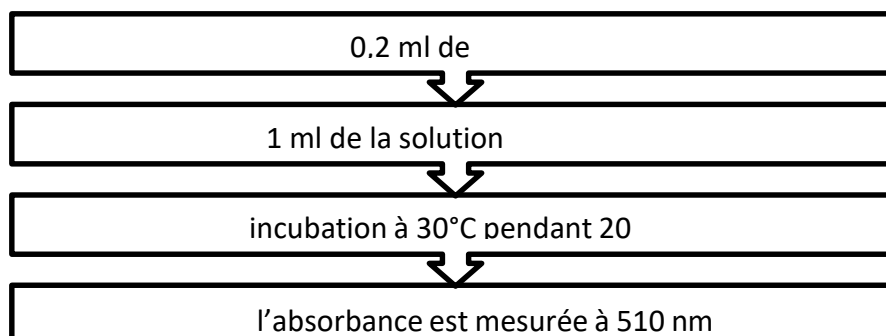 0,2 ml de
1 ml de la solution
incubation à 30°C pendant 20
l’absorbance est mesurée à 510 nm